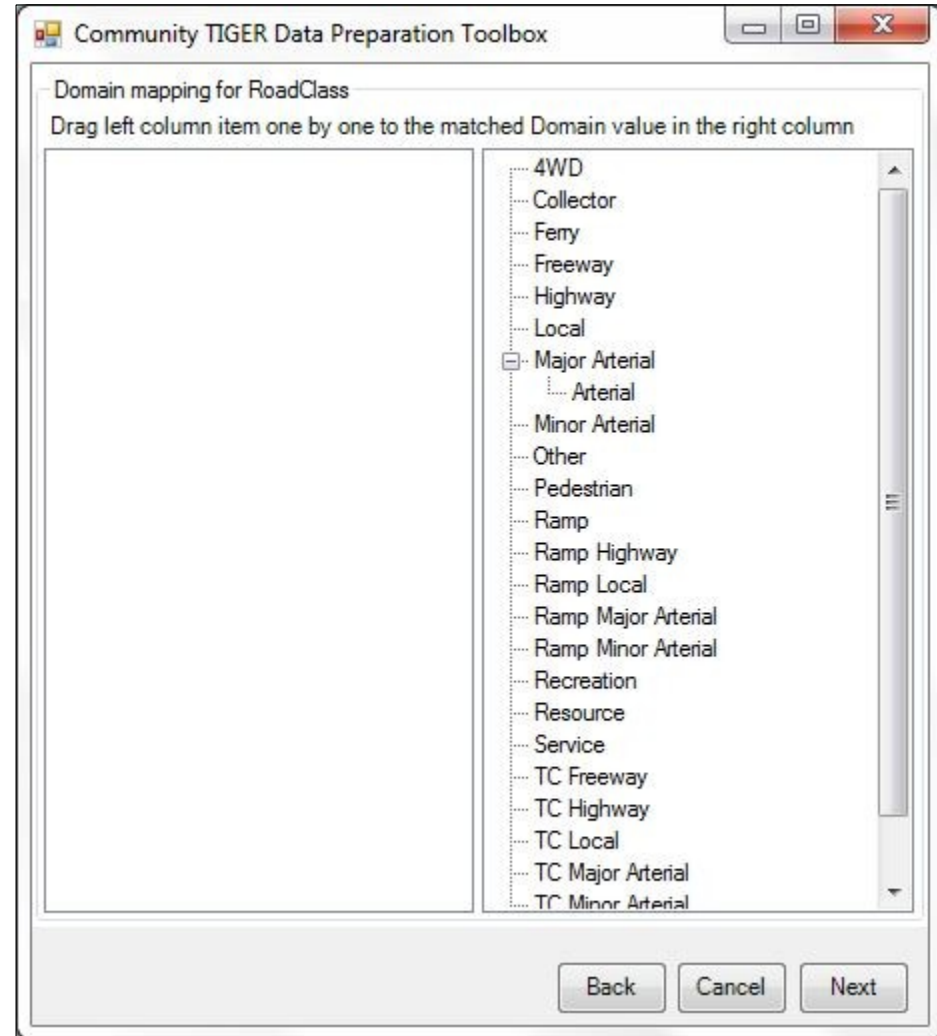 Community TIGER Data Preparation Toolbox
Domain mapping for RoadClass
Drag left column item one by one to the matched Domain value in the right column
4WD
Collector
Ferry
Freeway
Highway
Local
Major Arterial
Arterial
Minor Arterial
Other
Pedestrian
Ramp
Ramp Highway
Ramp Local
Ramp Major Arterial
Ramp Minor Arterial
Recreation
Resource
Service
TC Freeway
TC Highway
TC Local
TC Major Arterial
TC Minor Arterial
Back Cancel Next